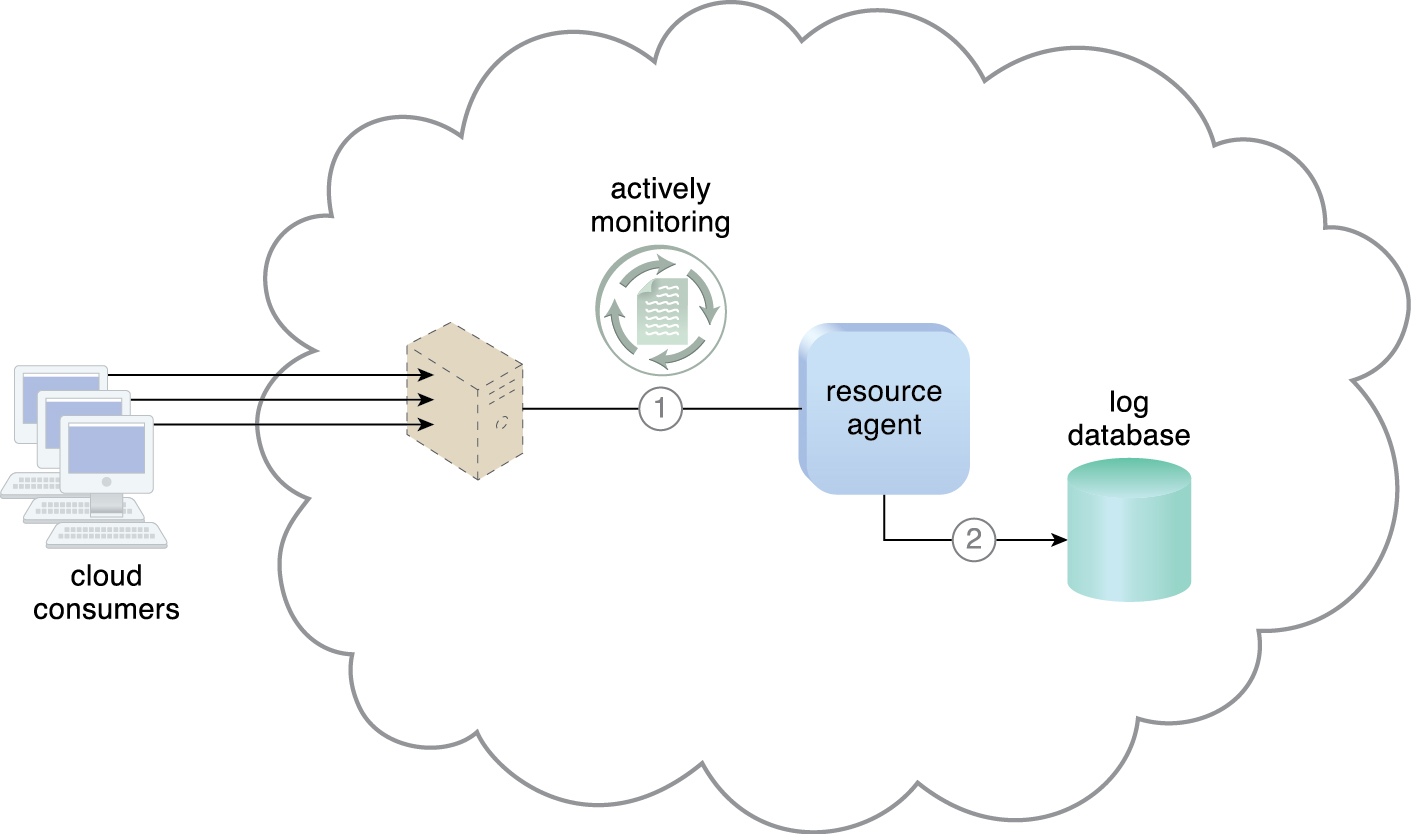 actively
monitoring
1
resource
agent
log
database
2
cloud
consumers